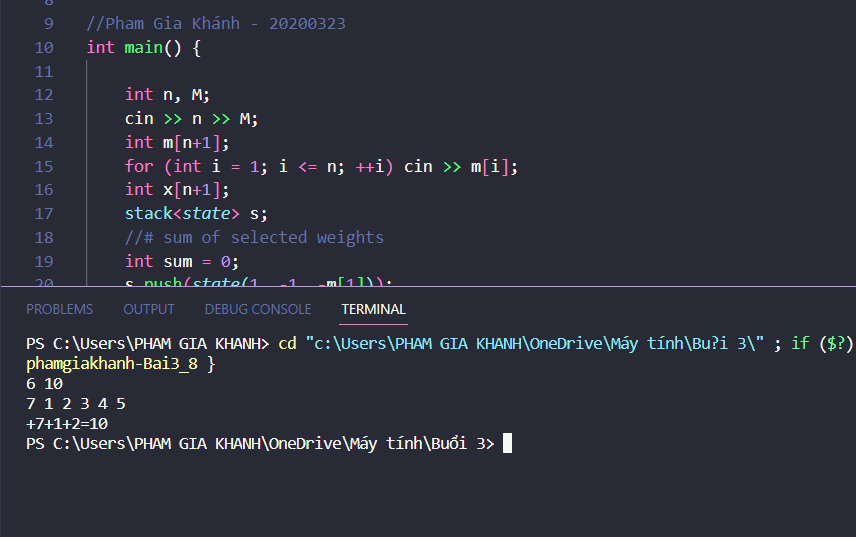 9 //Pham Gia Khánh - 20200323
10 int main() {
11
12 int n, M;
13 cin >> n >> M;
14 int m[n+1];
15 for (int i = 1; i <= n; ++i) cin >> m[i];
16 int x[n+1];
17 stack<state> s;
18 //# sum of selected weights
19 int sum = 0;
20 s.push(state(1, -1, -m[1]));
PROBLEMS OUTPUT DEBUG CONSOLE TERMINAL
PS C:\Users\PHAM GIA KHANH> cd "c:\Users\PHAM GIA KHANH\OneDrive\Máy tính\Bu?i 3\" ; if ($?)
phamgiakhanh-Bai3_8 }
6 10
7 1 2 3 4 5
+7+1+2=10
PS C:\Users\PHAM GIA KHANH\OneDrive\Máy tính\Buổi 3>